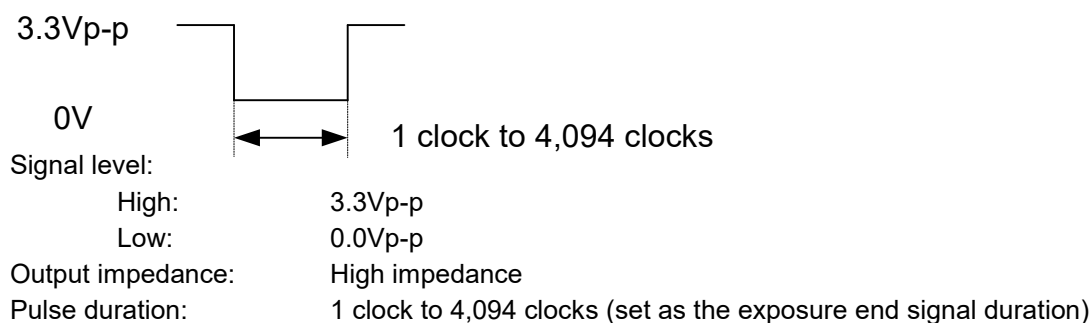 3.3Vp-p
0V
1 clock to 4,094 clocks
Signal level:
High: 3.3Vp-p
Low: 0.0Vp-p
Output impedance: High impedance
Pulse duration: 1 clock to 4,094 clocks (set as the exposure end signal duration)